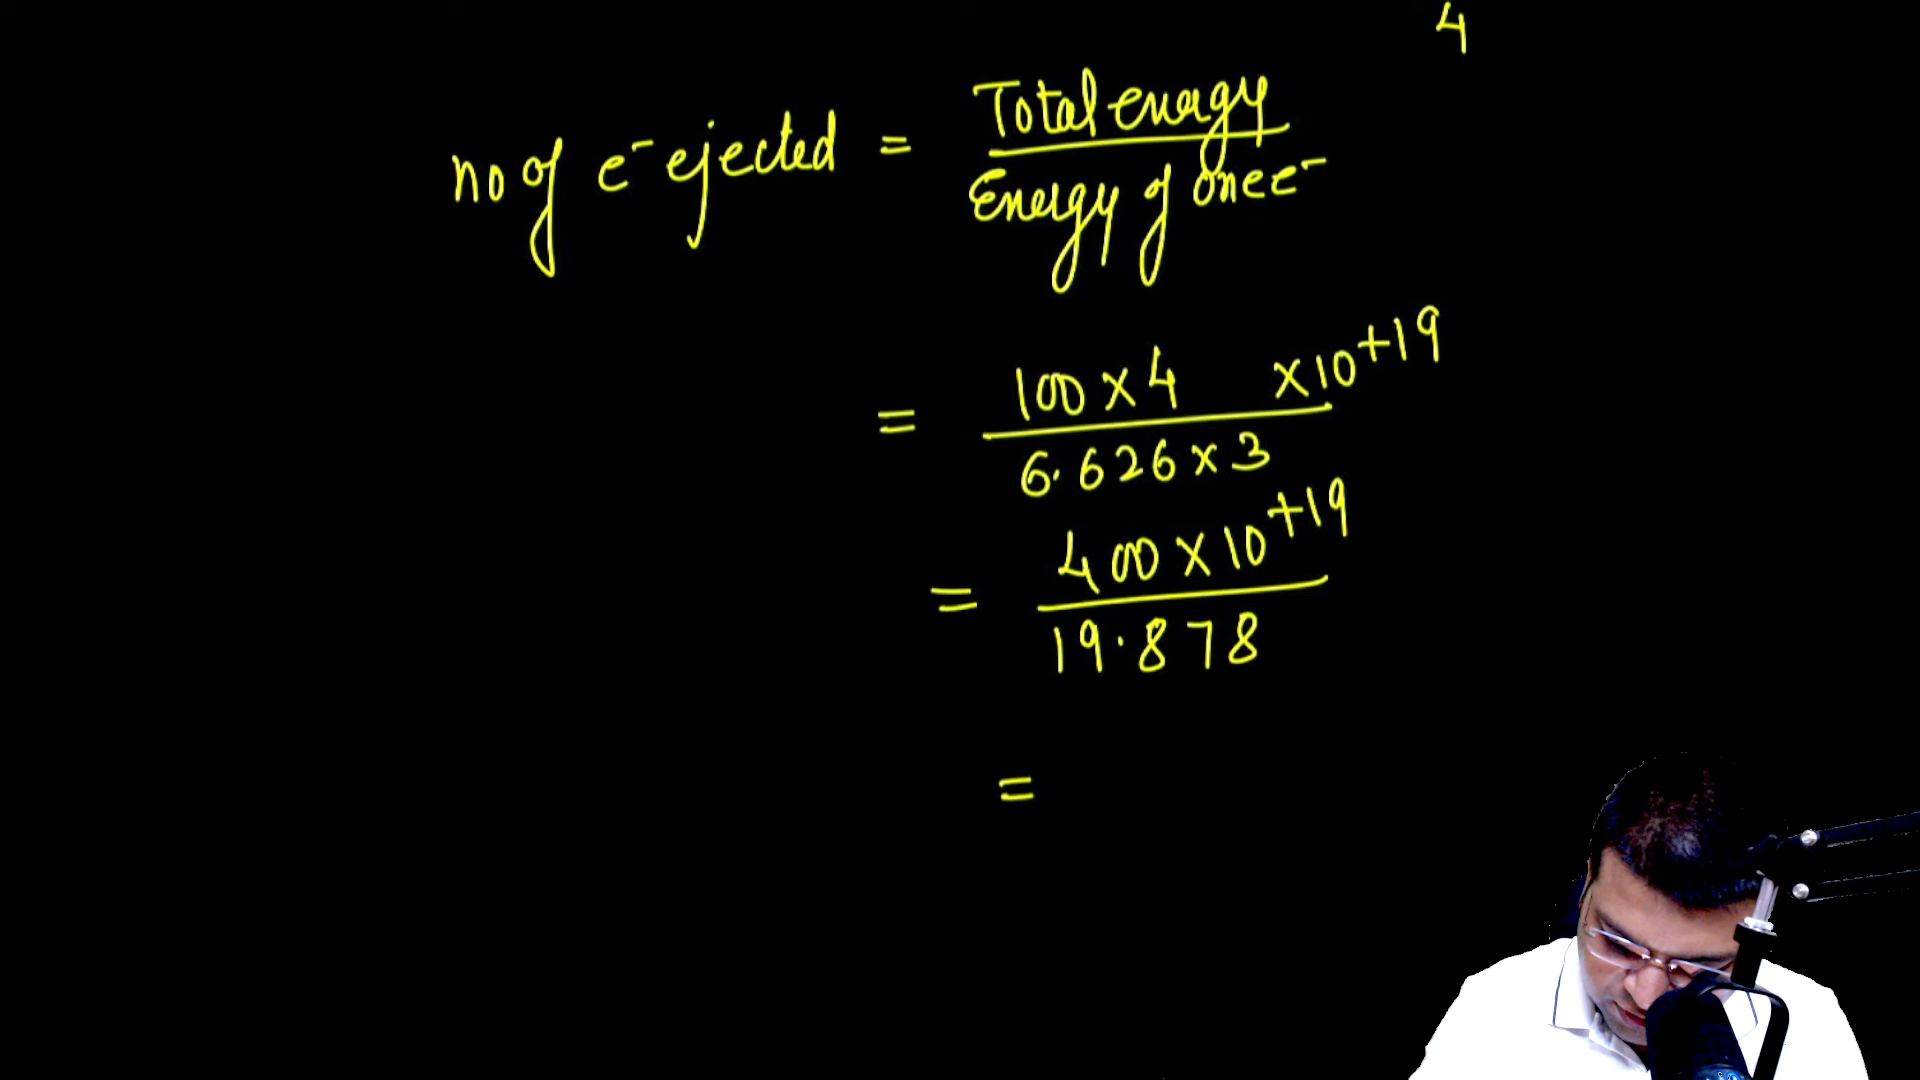 4
no of e⁻ ejected = Total energy / Energy of one e⁻
= 100 × 4 × 10⁺¹⁹ / 6.626 × 3
= 400 × 10⁺¹⁹ / 19.878
=